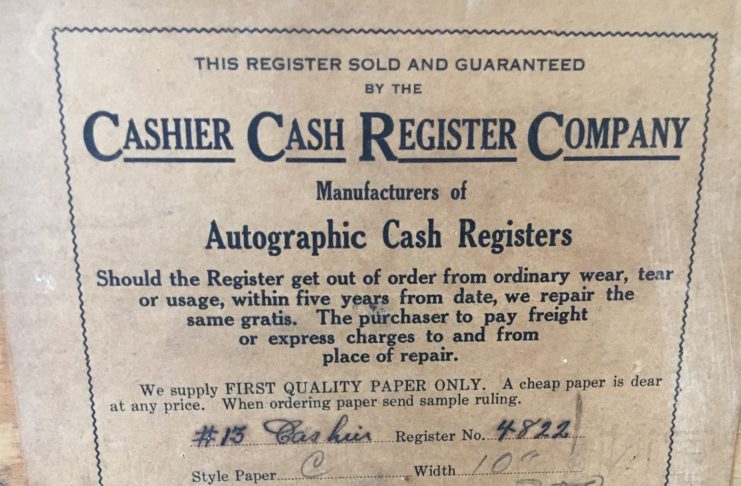 THIS REGISTER SOLD AND GUARANTEED
BY THE
CASHIER CASH REGISTER COMPANY
Manufacturers of
Autographic Cash Registers
Should the Register get out of order from ordinary wear, tear
or usage, within five years from date, we repair the
same gratis. The purchaser to pay freight
or express charges to and from
place of repair.
We supply FIRST QUALITY PAPER ONLY. A cheap paper is dear
at any price. When ordering paper send sample ruling.
#13 Cashier Register No. 4822
Style Paper C Width 10"